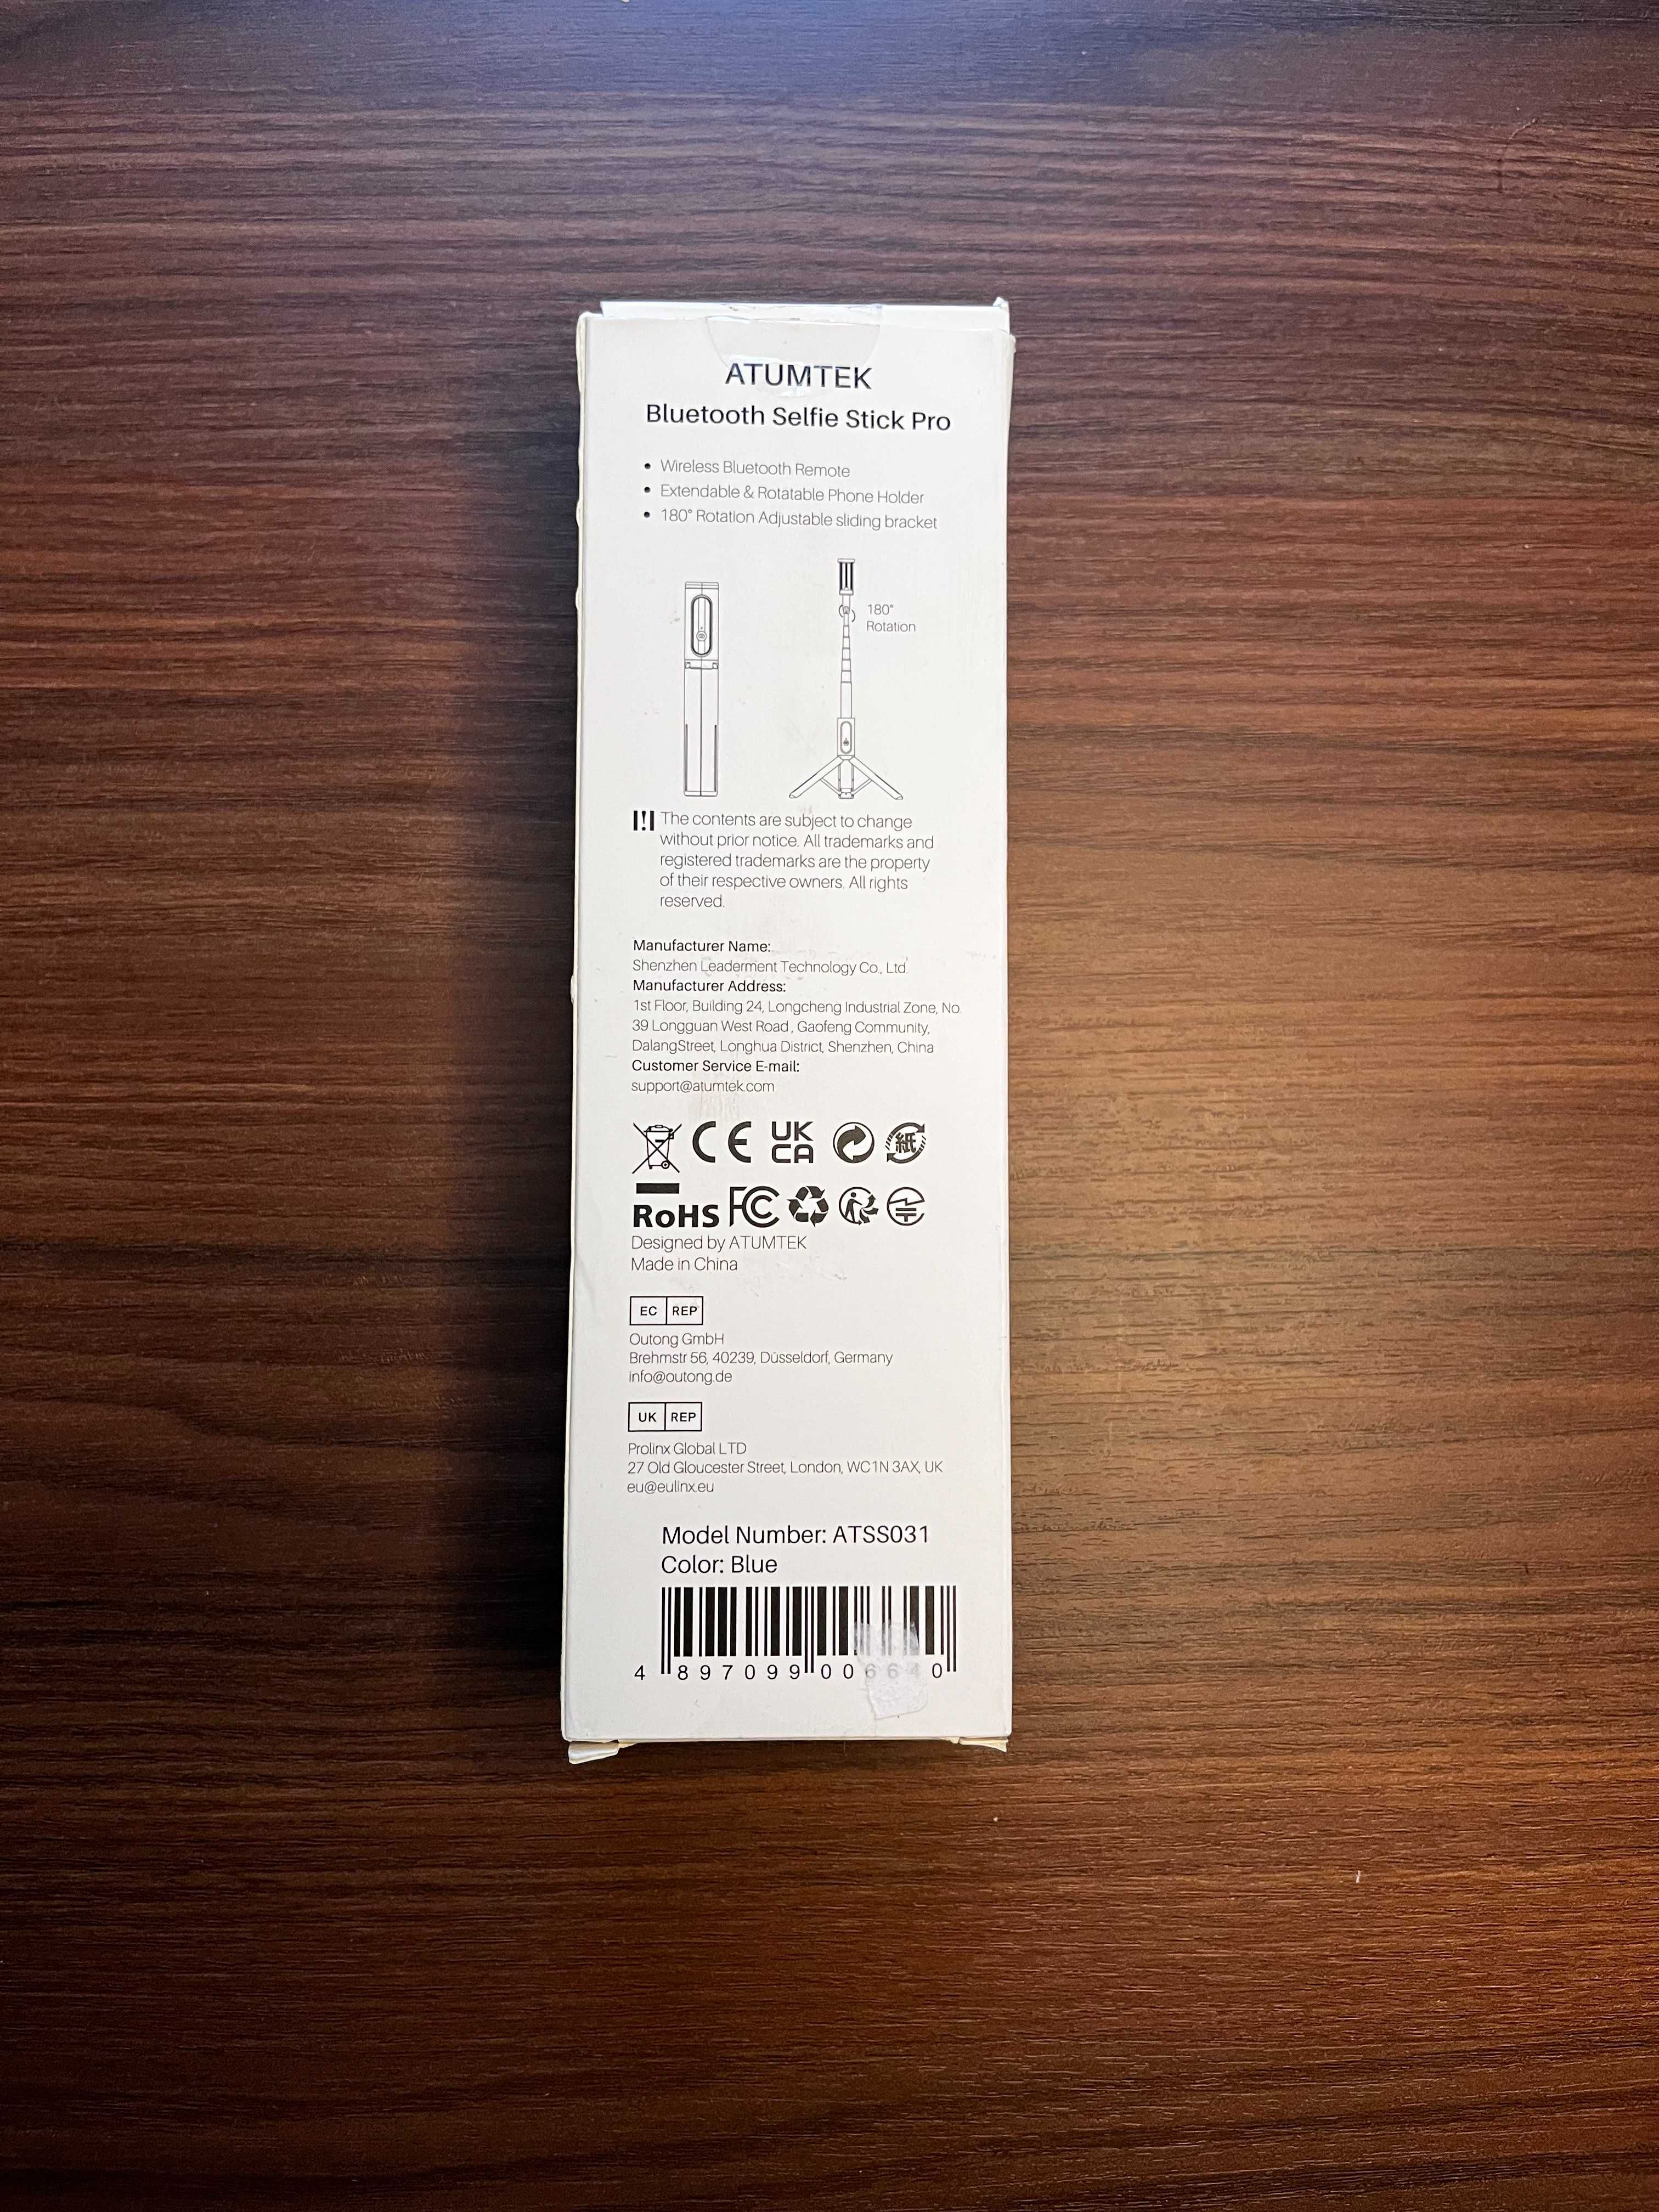 ATUMTEK
Bluetooth Selfie Stick Pro
• Wireless Bluetooth Remote
• Extendable & Rotatable Phone Holder
• 180° Rotation Adjustable sliding bracket
180°
Rotation
The contents are subject to change
without prior notice. All trademarks and
registered trademarks are the property
of their respective owners. All rights
reserved.
Manufacturer Name:
Shenzhen Leaderment Technology Co., Ltd.
Manufacturer Address:
1st Floor, Building 24, Longcheng Industrial Zone, No.
39 Longguan West Road , Gaofeng Community,
DalangStreet, Longhua District, Shenzhen, China
Customer Service E-mail:
support@atumtek.com
CE UK CA 紙
RoHS FC
Designed by ATUMTEK
Made in China
EC REP
Outong GmbH
Brehmstr 56, 40239, Düsseldorf, Germany
info@outong.de
UK REP
Prolinx Global LTD
27 Old Gloucester Street, London, WC1N 3AX, UK
eu@eulinx.eu
Model Number: ATSS031
Color: Blue
4 897099 006640